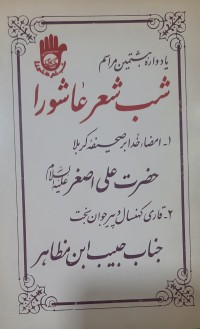 یادواره هشتمین مراسم
شب شعر عاشورا
۱- امضاء خدا بر صحیفه کربلا
حضرت علی اصغر علیه السلام
۲- قاری کهنسال و پیر جوان بخت
جناب حبیب ابن مظاهر